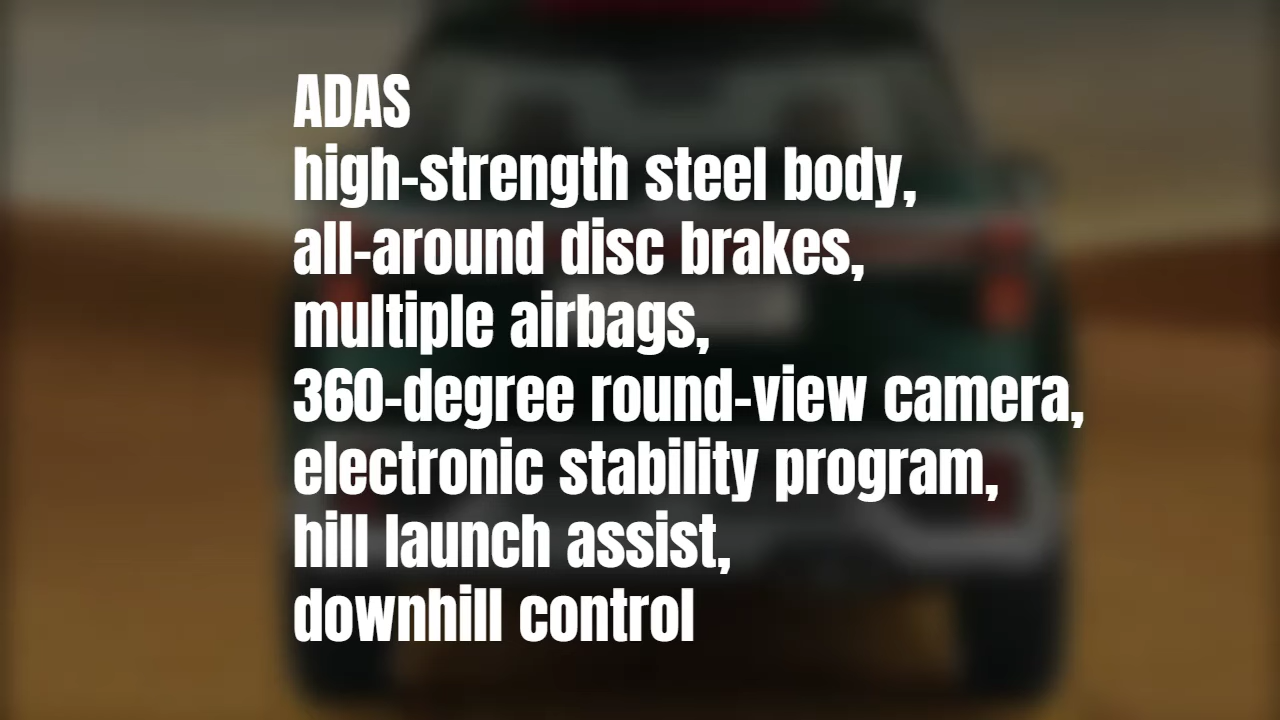 ADAS
high-strength steel body,
all-around disc brakes,
multiple airbags,
360-degree round-view camera,
electronic stability program,
hill launch assist,
downhill control